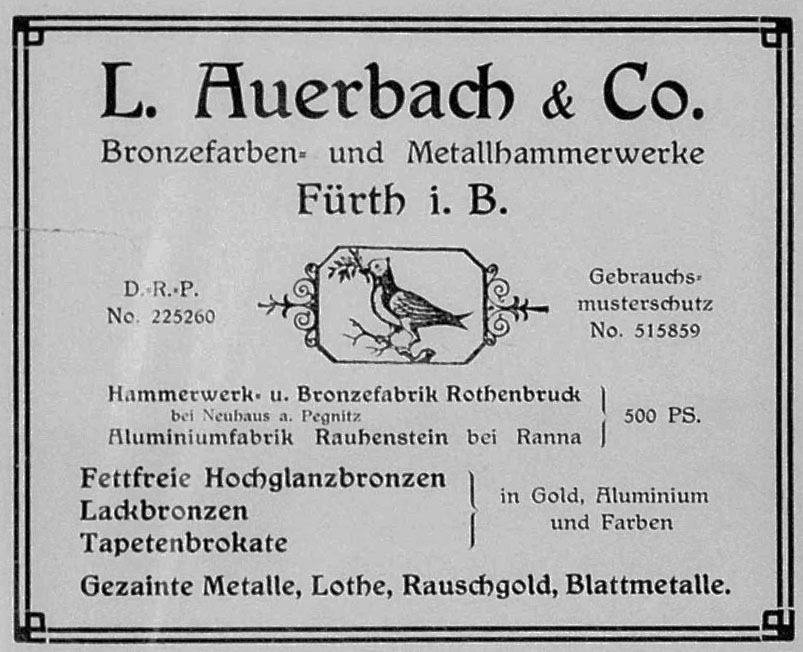 L. Auerbach & Co.
Bronzefarben- und Metallhammerwerke
Fürth i. B.
D.-R.-P.
No. 225260
Gebrauchs-
musterschutz
No. 515859
Hammerwerk- u. Bronzefabrik Rothenbruck
bei Neuhaus a. Pegnitz
Aluminiumfabrik Rauhenstein bei Ranna
500 PS.
Fettfreie Hochglanzbronzen
Lackbronzen
Tapetenbrokate
in Gold, Aluminium
und Farben
Gezainte Metalle, Lothe, Rauschgold, Blattmetalle.